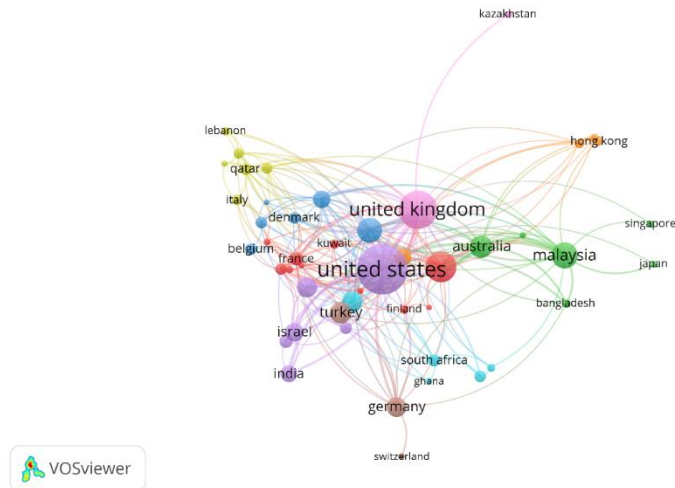 kazakhstan
lebanon
hong kong
qatar
italy
united kingdom
denmark
singapore
kuwait
australia
belgium
france
malaysia
united states
japan
bangladesh
finland
turkey
israel
south africa
india
ghana
germany
switzerland
VOSviewer